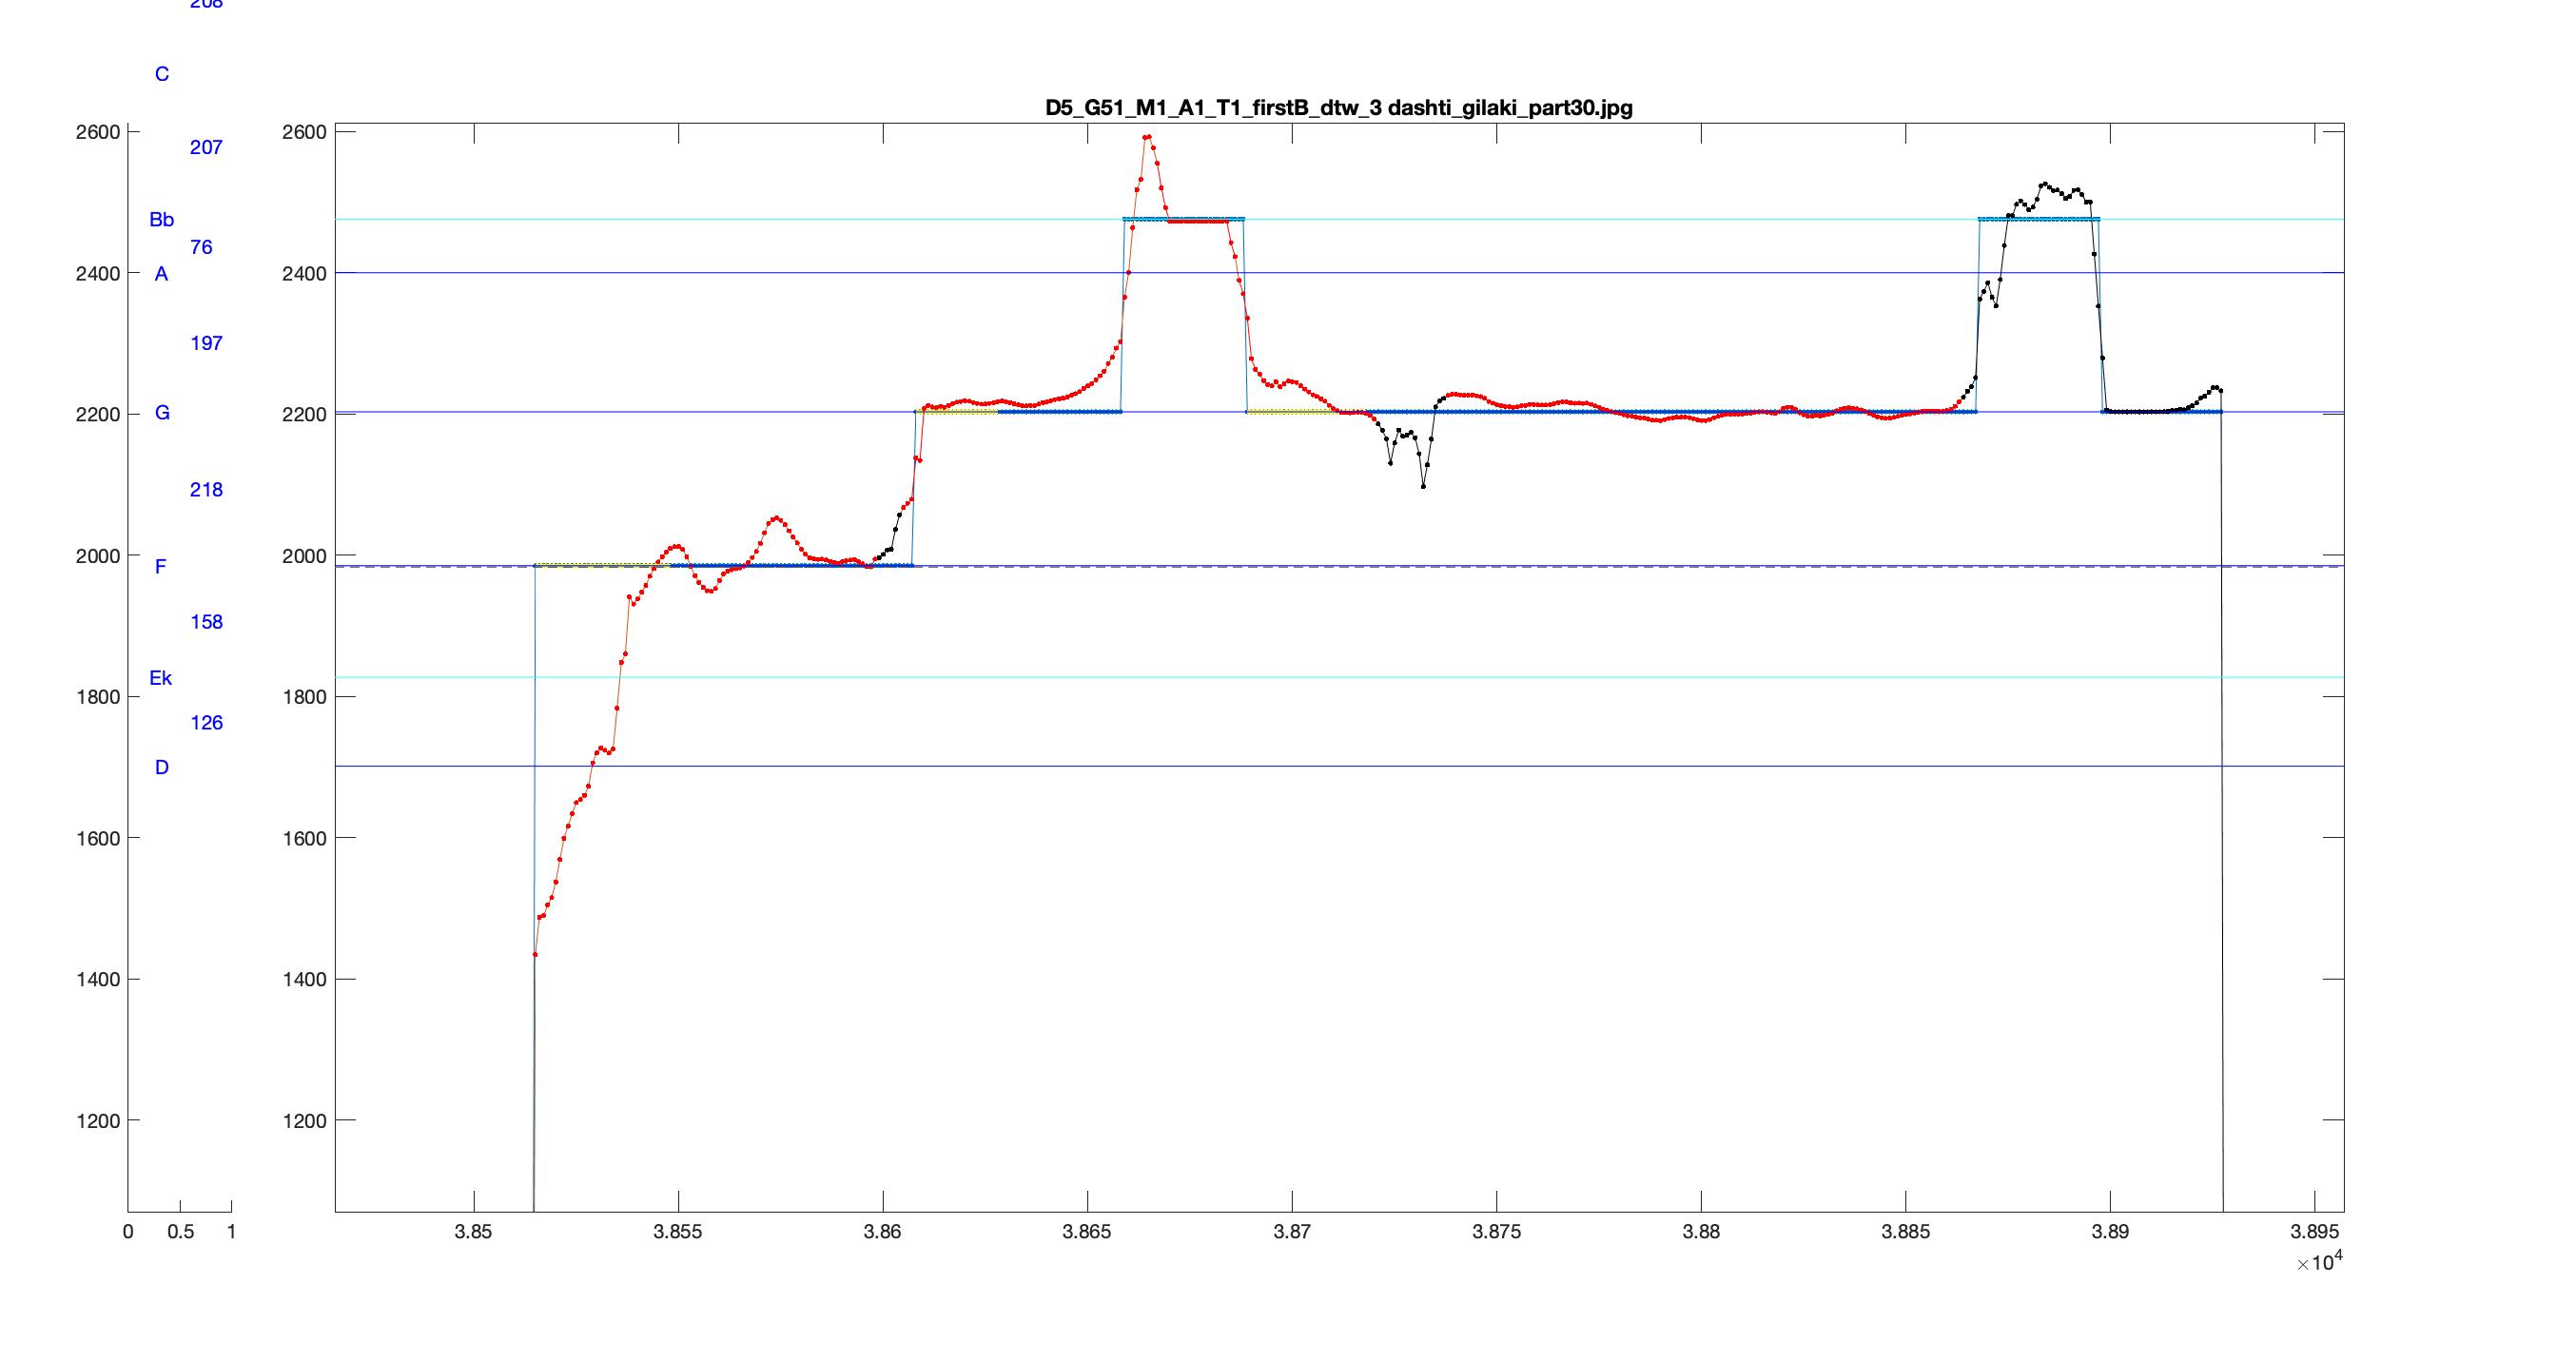 208
C
D5_G51_M1_A1_T1_firstB_dtw_3 dashti_gilaki_part30.jpg
2600 207 2600
Bb
76
2400 A 2400
197
2200 G 2200
218
2000 2000
F
158
Ek
1800 1800
126
D
1600 1600
1400 1400
1200 1200
0 0.5 1 3.85 3.855 3.86 3.865 3.87 3.875 3.88 3.885 3.89 3.895
×10⁴